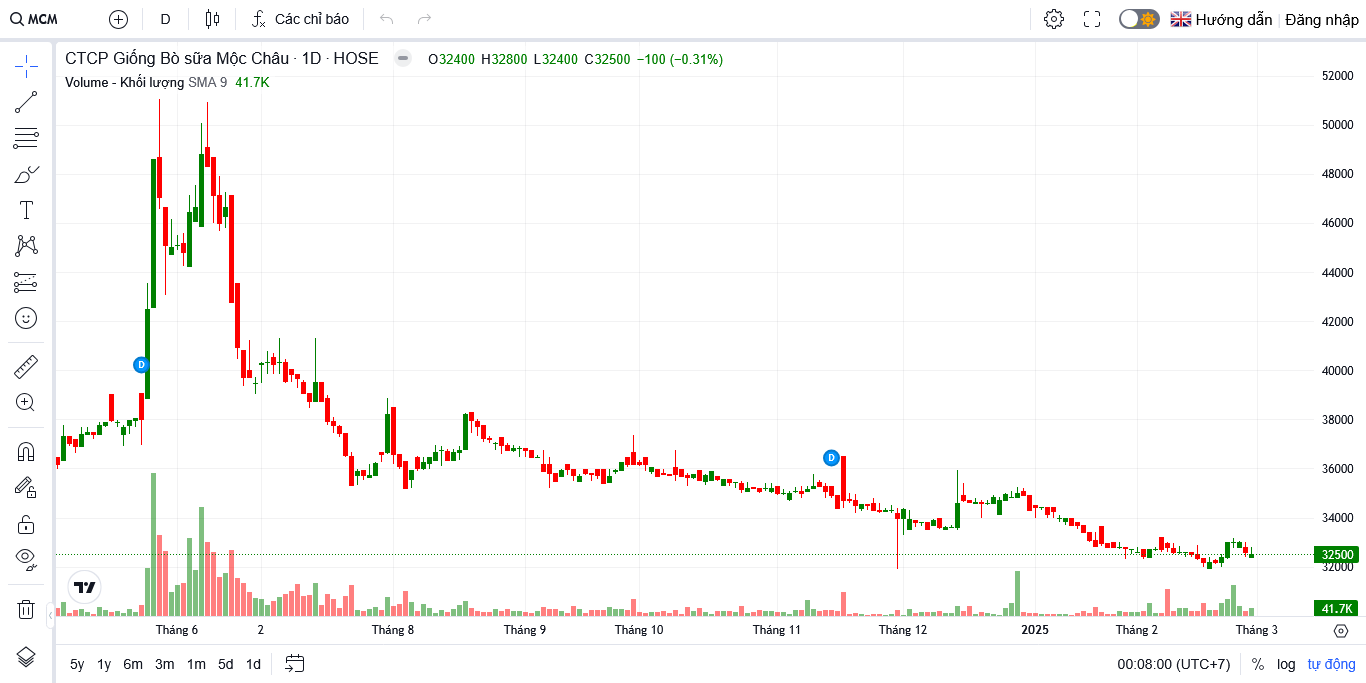 MCM D Các chỉ báo Hướng dẫn Đăng nhập
CTCP Giống Bò sữa Mộc Châu · 1D · HOSE O32400 H32800 L32400 C32500 −100 (−0.31%)
Volume - Khối lượng SMA 9 41.7K
52000
50000
48000
46000
44000
42000
40000
38000
36000
34000
32500
32000
41.7K
D
D
Tháng 6 2 Tháng 8 Tháng 9 Tháng 10 Tháng 11 Tháng 12 2025 Tháng 2 Tháng 3
5y 1y 6m 3m 1m 5d 1d 00:08:00 (UTC+7) % log tự động